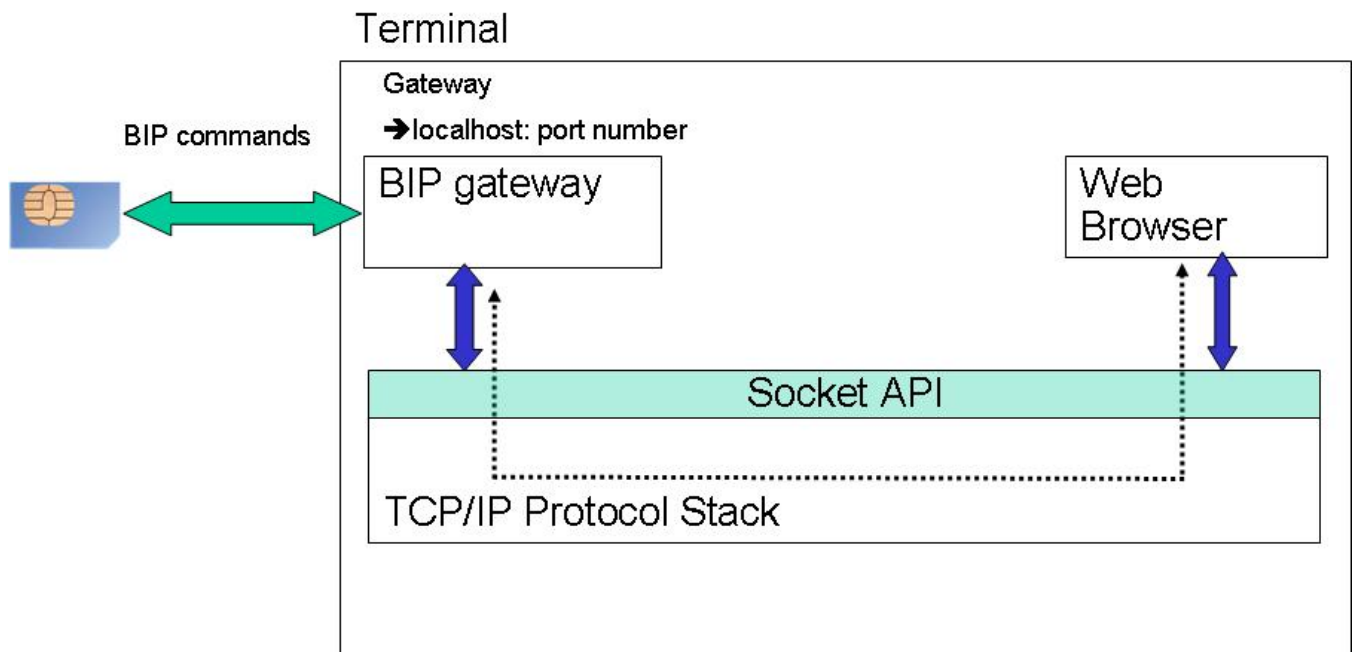 Terminal
Gateway
➔localhost: port number
BIP commands
BIP gateway
Web
Browser
Socket API
TCP/IP Protocol Stack